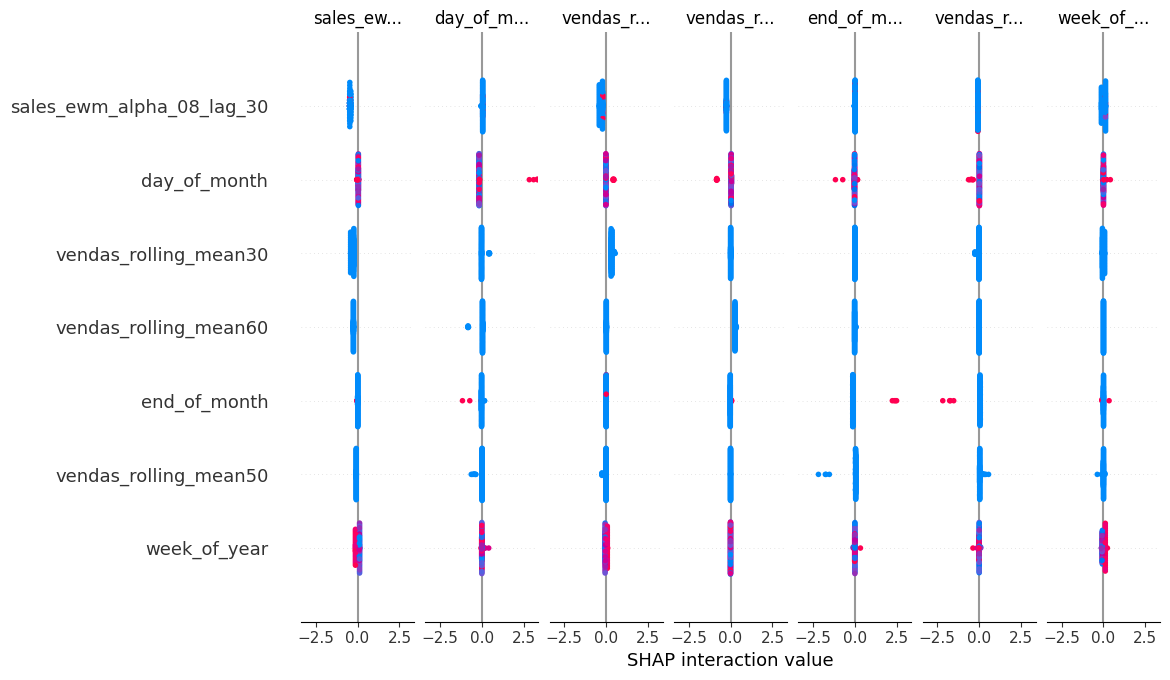 sales_ew... day_of_m... vendas_r... vendas_r... end_of_m... vendas_r... week_of_...
sales_ewm_alpha_08_lag_30
day_of_month
vendas_rolling_mean30
vendas_rolling_mean60
end_of_month
vendas_rolling_mean50
week_of_year
−2.5 0.0 2.5 −2.5 0.0 2.5 −2.5 0.0 2.5 −2.5 0.0 2.5 −2.5 0.0 2.5 −2.5 0.0 2.5 −2.5 0.0 2.5
SHAP interaction value